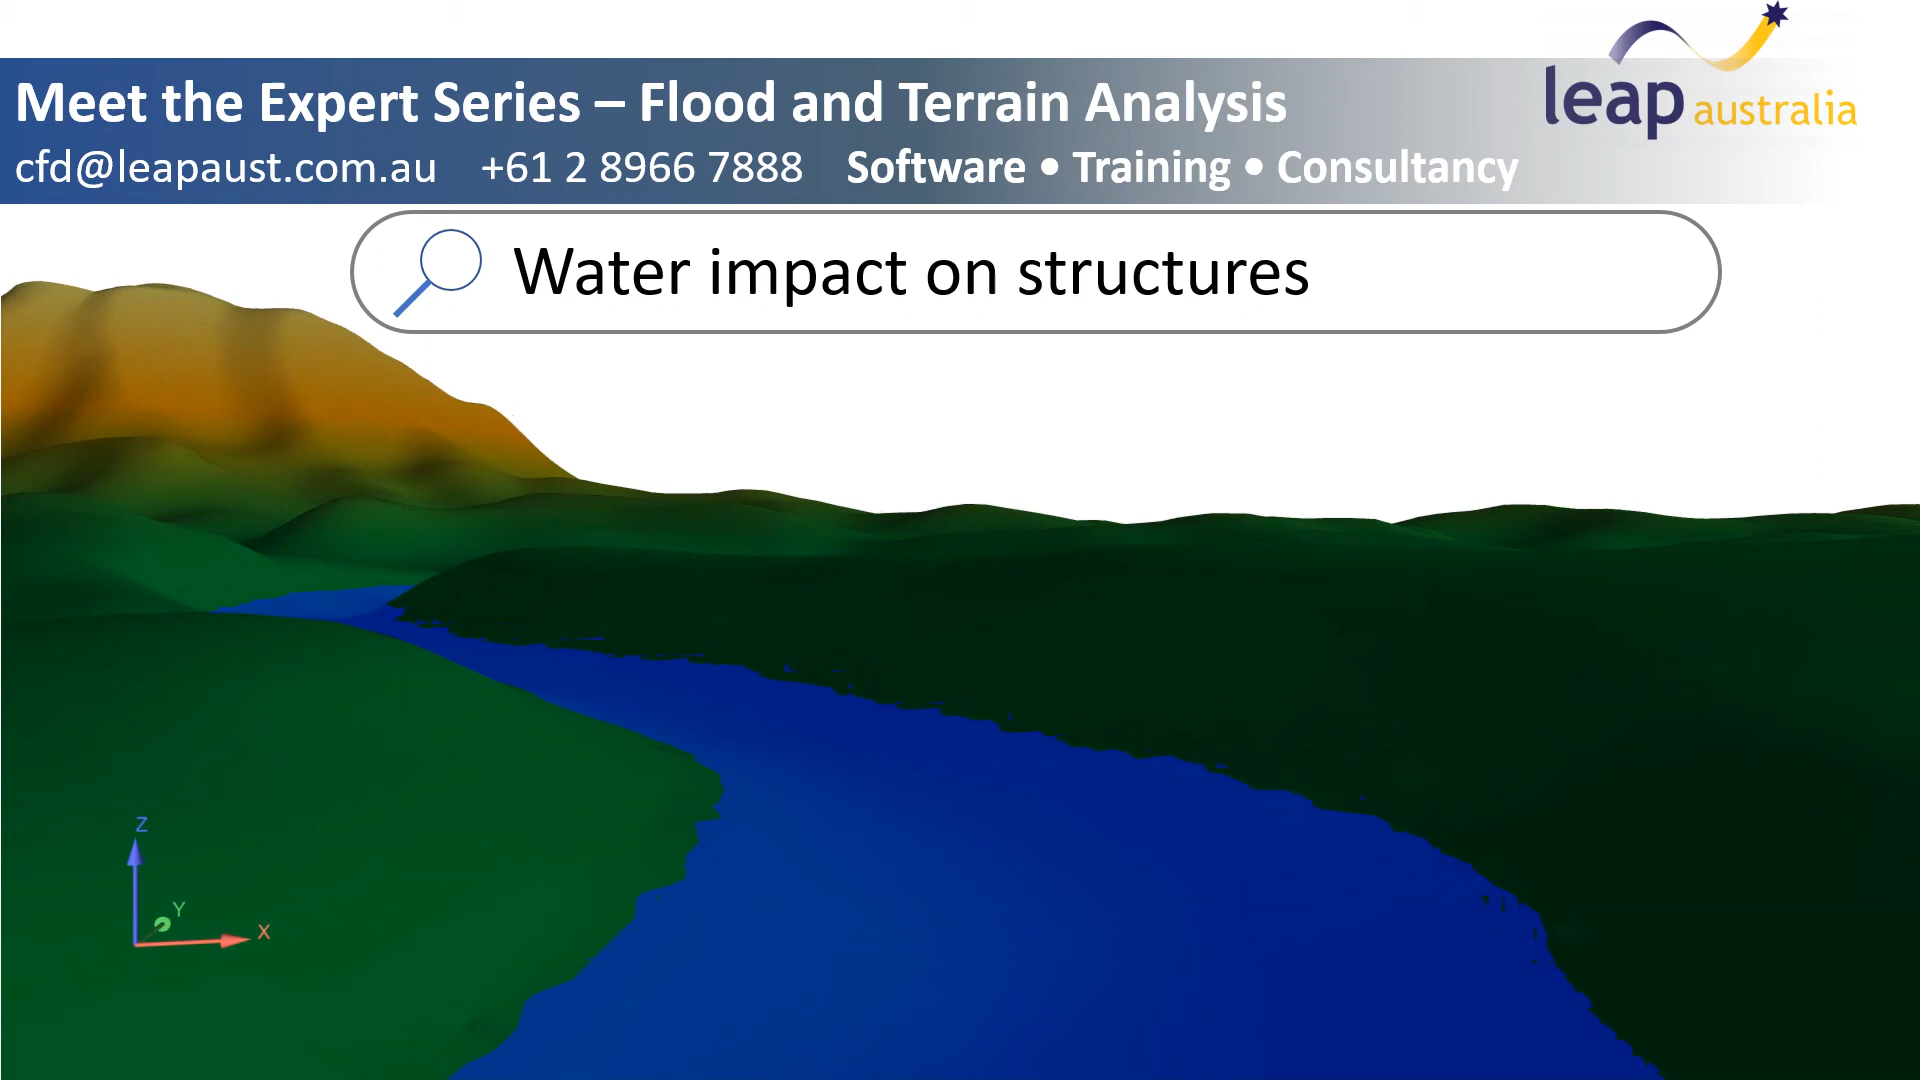 Meet the Expert Series – Flood and Terrain Analysis
leap australia
cfd@leapaust.com.au +61 2 8966 7888 Software • Training • Consultancy
Water impact on structures
Z
Y
X